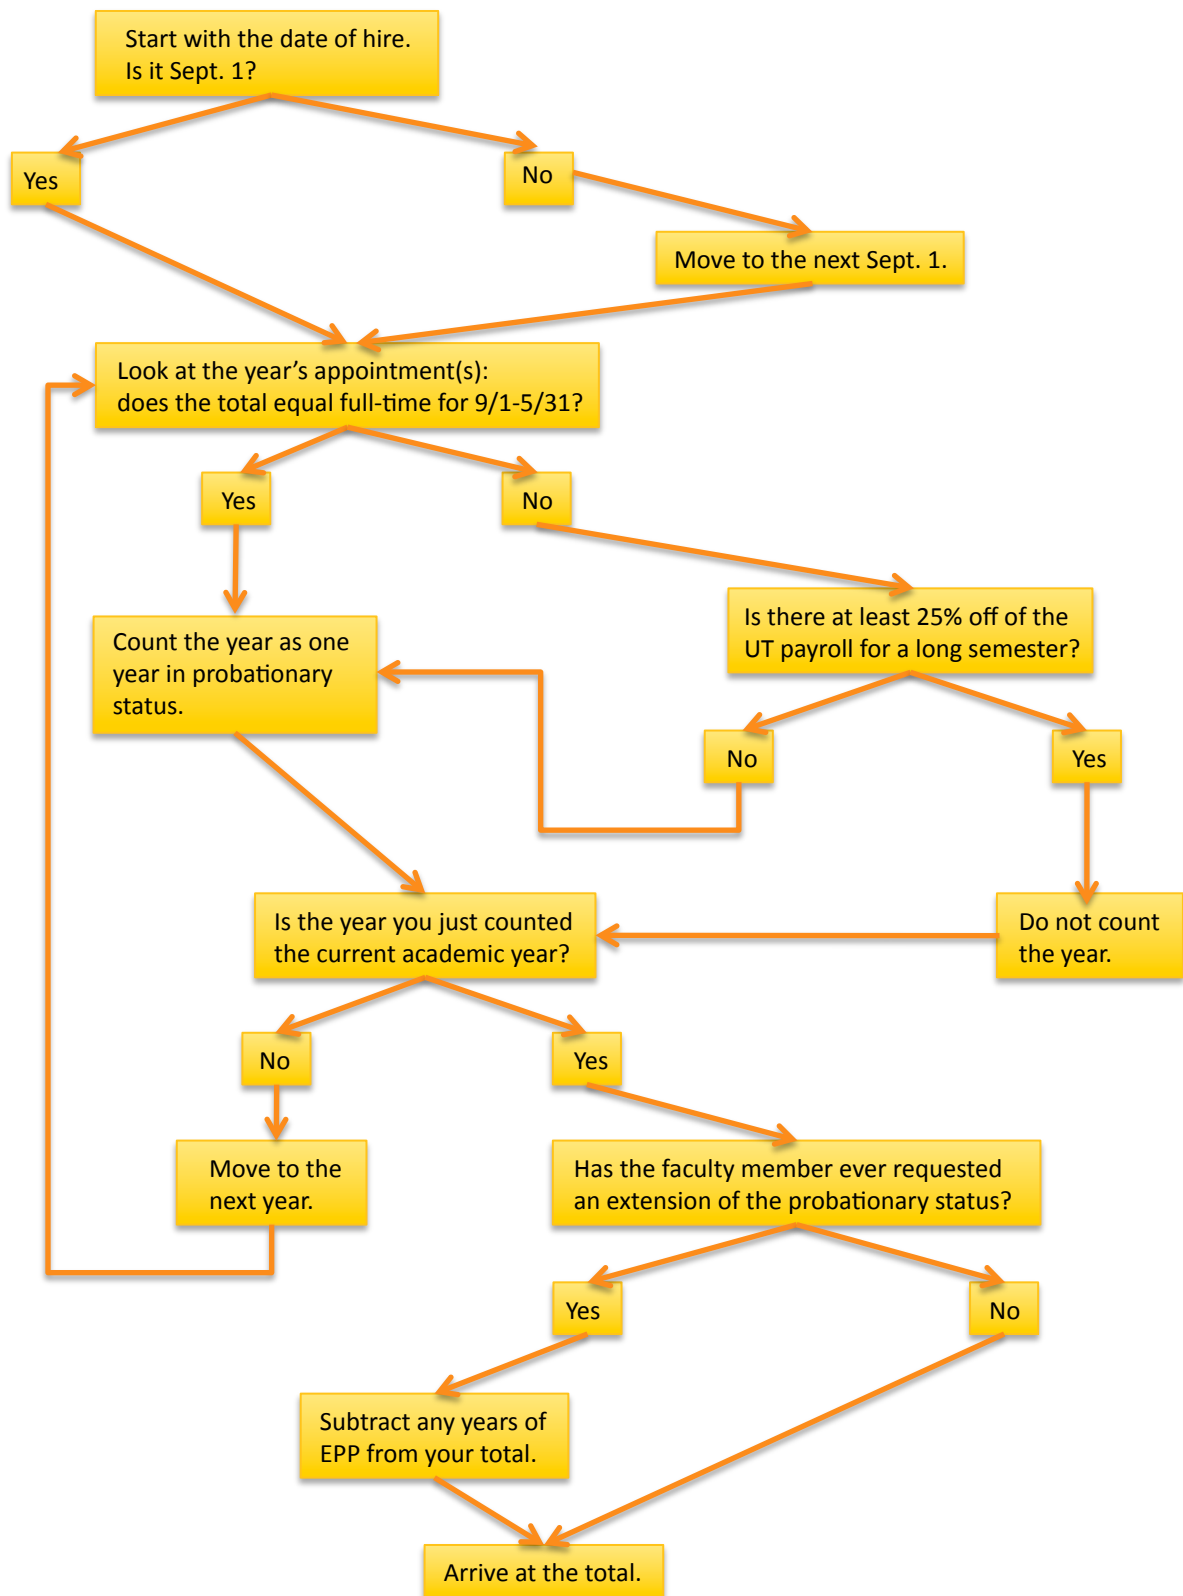 Start with the date of hire.
Is it Sept. 1?
Yes
No
Move to the next Sept. 1.
Look at the year’s appointment(s):
does the total equal full-time for 9/1-5/31?
Yes
No
Is there at least 25% off of the
UT payroll for a long semester?
Count the year as one
year in probationary
status.
No
Yes
Is the year you just counted
the current academic year?
Do not count
the year.
No
Yes
Move to the
next year.
Has the faculty member ever requested
an extension of the probationary status?
Yes
No
Subtract any years of
EPP from your total.
Arrive at the total.